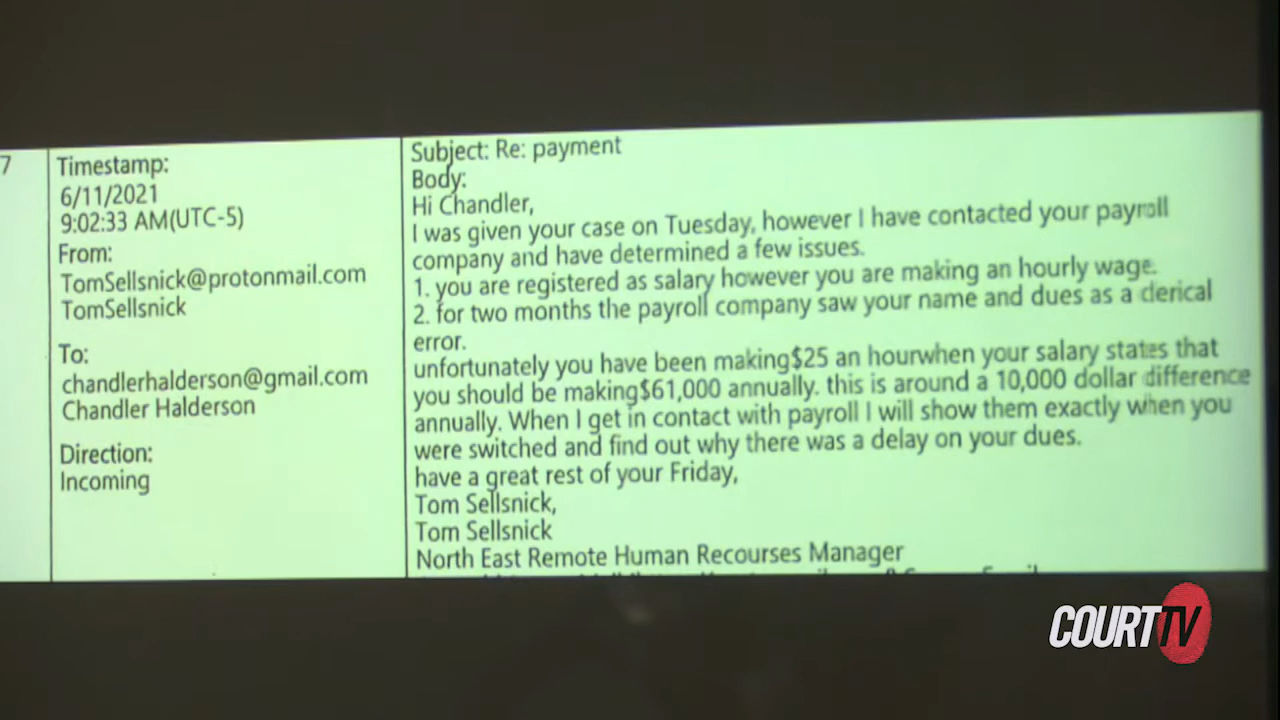 7
Timestamp:
6/11/2021
9:02:33 AM(UTC-5)
From:
TomSellsnick@protonmail.com
TomSellsnick
To:
chandlerhalderson@gmail.com
Chandler Halderson
Direction:
Incoming
Subject: Re: payment
Body:
Hi Chandler,
I was given your case on Tuesday, however I have contacted your payroll
company and have determined a few issues.
1. you are registered as salary however you are making an hourly wage.
2. for two months the payroll company saw your name and dues as a clerical
error.
unfortunately you have been making$25 an hourwhen your salary states that
you should be making$61,000 annually. this is around a 10,000 dollar difference
annually. When I get in contact with payroll I will show them exactly when you
were switched and find out why there was a delay on your dues.
have a great rest of your Friday,
Tom Sellsnick,
Tom Sellsnick
North East Remote Human Recourses Manager
COURT TV